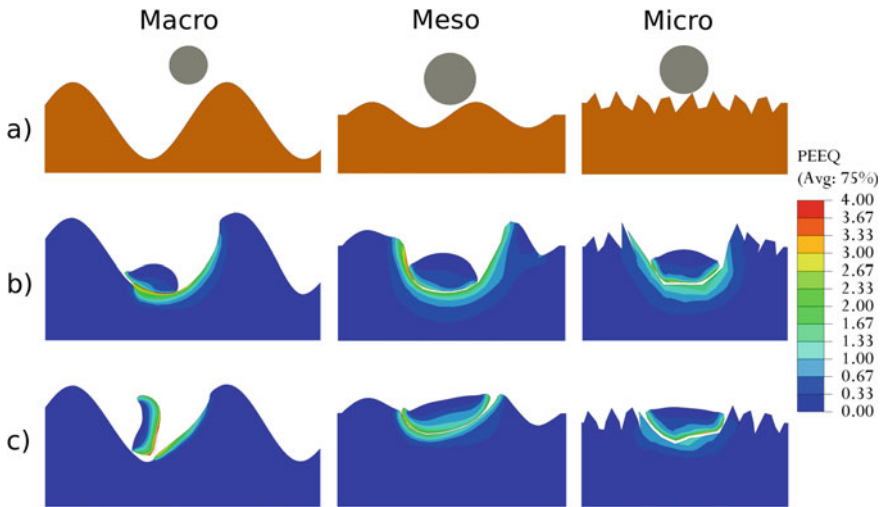 Macro Meso Micro
a)
PEEQ
(Avg: 75%)
4.00
3.67
3.33
3.00
2.67
2.33
2.00
1.67
1.33
1.00
0.67
0.33
0.00
b)
c)